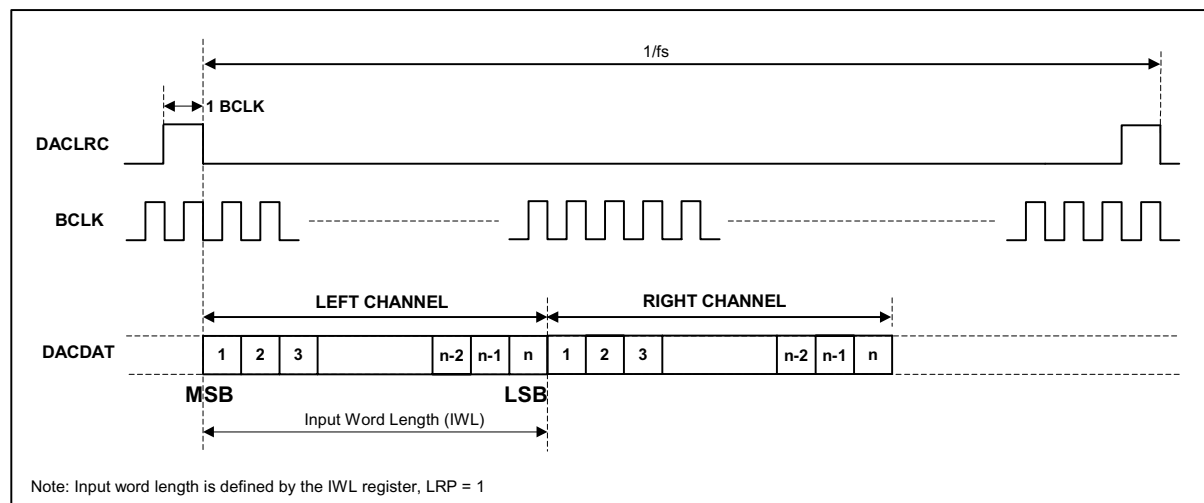 1/fs
1 BCLK
DACLRC
BCLK
LEFT CHANNEL RIGHT CHANNEL
DACDAT 1 2 3 n-2 n-1 n 1 2 3 n-2 n-1 n
MSB LSB
Input Word Length (IWL)
Note: Input word length is defined by the IWL register, LRP = 1